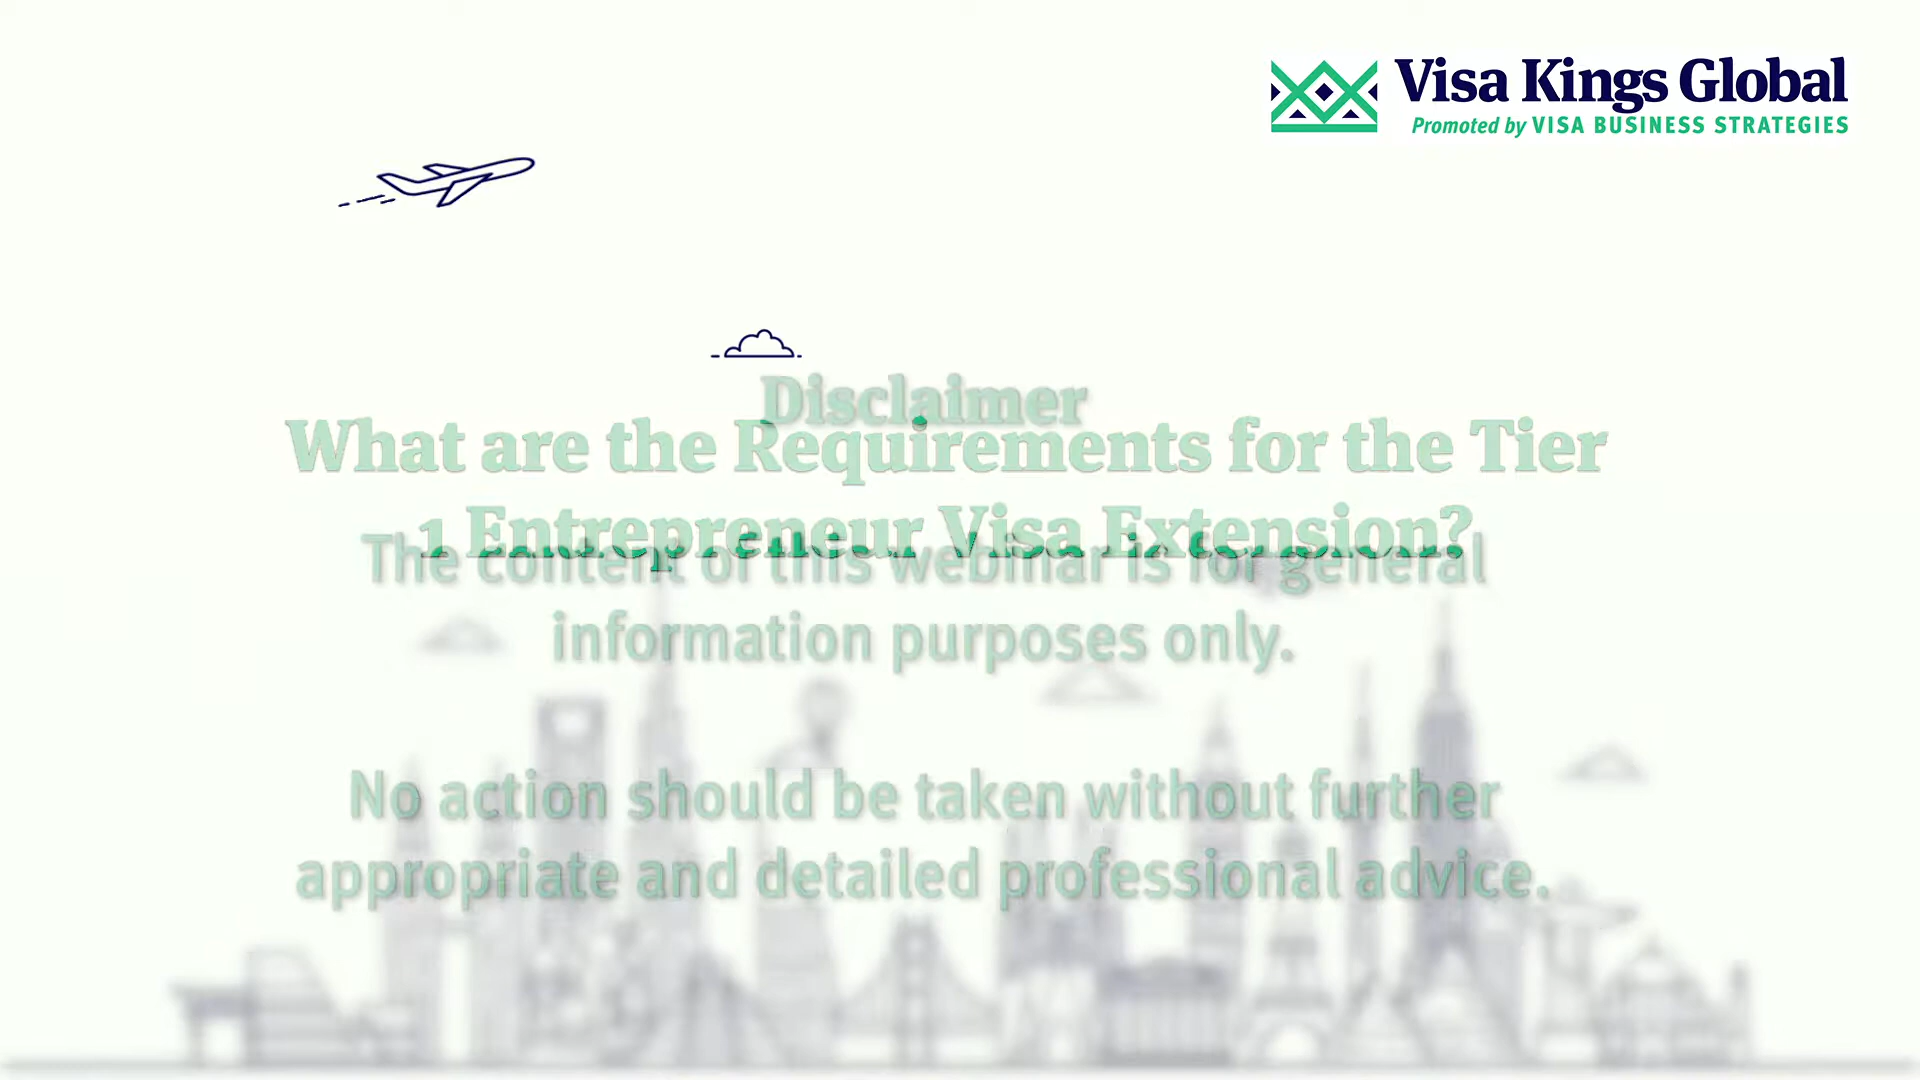 Visa Kings Global
Promoted by VISA BUSINESS STRATEGIES
Disclaimer
What are the Requirements for the Tier
1 Entrepreneur Visa Extension?
The content of this webinar is for general
information purposes only.
No action should be taken without further
appropriate and detailed professional advice.